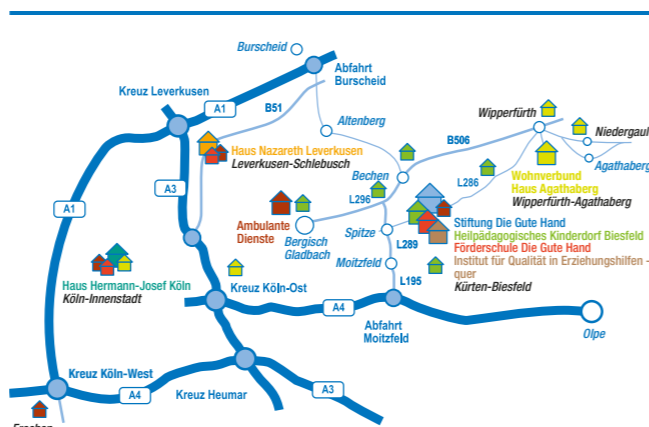 Burscheid
Abfahrt
Burscheid
Kreuz Leverkusen
A1
B51
Altenberg
Wipperfürth
Niedergaul
B506
Haus Nazareth Leverkusen
Leverkusen-Schlebusch
A3
Bechen
L286
Agathaberg
Wohnverbund
Haus Agathaberg
Wipperfürth-Agathaberg
L296
A1
Ambulante
Dienste
Bergisch
Gladbach
Spitze
L289
Stiftung Die Gute Hand
Heilpädagogisches Kinderdorf Biesfeld
Förderschule Die Gute Hand
Institut für Qualität in Erziehungshilfen -
quer
Kürten-Biesfeld
Moitzfeld
L195
Haus Hermann-Josef Köln
Köln-Innenstadt
Kreuz Köln-Ost
A4
Abfahrt
Moitzfeld
Olpe
Kreuz Köln-West
A4
Kreuz Heumar
A3